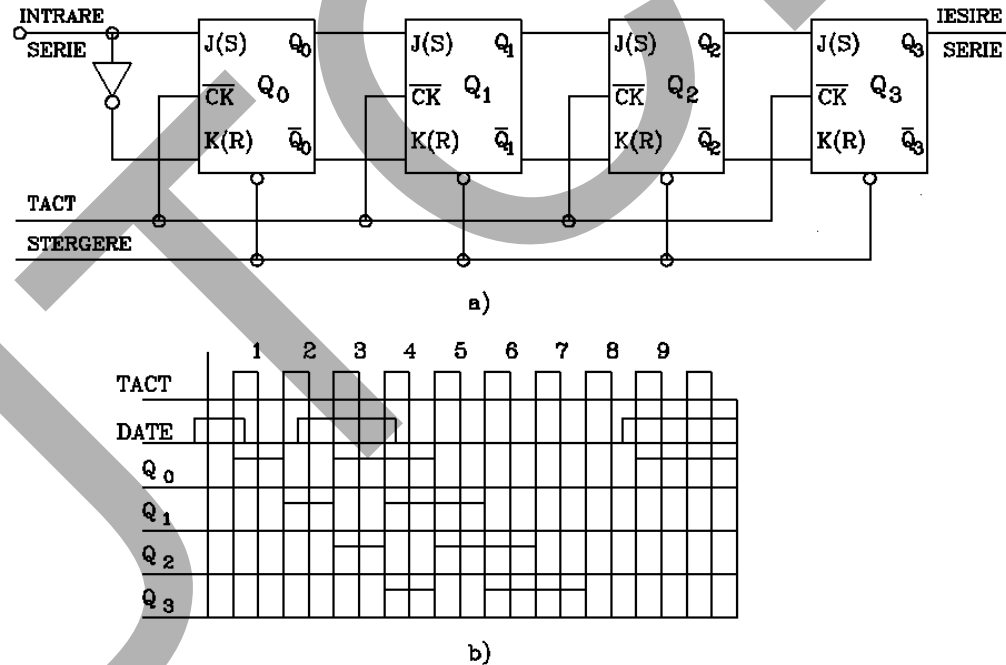 INTRARE
SERIE
J(S) Q0
CK Q0
K(R) Q̅0
J(S) Q1
CK Q1
K(R) Q̅1
J(S) Q2
CK Q2
K(R) Q̅2
J(S) Q3
CK Q3
K(R) Q̅3
IESIRE
SERIE
TACT
STERGERE
a)
1 2 3 4 5 6 7 8 9
TACT
DATE
Q0
Q1
Q2
Q3
b)